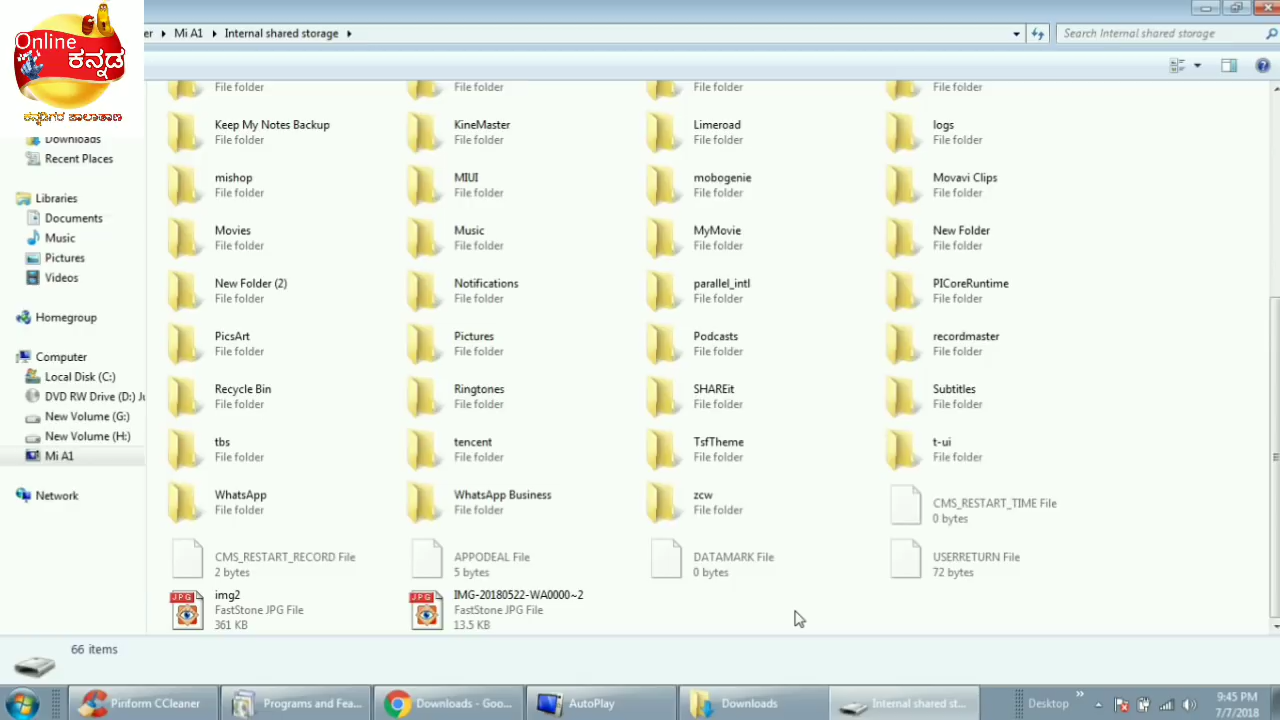 Online
ಕನ್ನಡ
ಕನ್ನಡಿಗರ ಜಾಲತಾಣ
er ▸ Mi A1 ▸ Internal shared storage ▸
Search Internal shared storage
Downloads
Recent Places
Libraries
Documents
Music
Pictures
Videos
Homegroup
Computer
Local Disk (C:)
DVD RW Drive (D:) Ju
New Volume (G:)
New Volume (H:)
Mi A1
Network
File folder File folder File folder File folder
Keep My Notes Backup KineMaster Limeroad logs
File folder File folder File folder File folder
mishop MIUI mobogenie Movavi Clips
File folder File folder File folder File folder
Movies Music MyMovie New Folder
File folder File folder File folder File folder
New Folder (2) Notifications parallel_intl PICoreRuntime
File folder File folder File folder File folder
PicsArt Pictures Podcasts recordmaster
File folder File folder File folder File folder
Recycle Bin Ringtones SHAREit Subtitles
File folder File folder File folder File folder
tbs tencent TsfTheme t-ui
File folder File folder File folder File folder
WhatsApp WhatsApp Business zcw CMS_RESTART_TIME File
File folder File folder File folder 0 bytes
CMS_RESTART_RECORD File APPODEAL File DATAMARK File USERRETURN File
2 bytes 5 bytes 0 bytes 72 bytes
JPG img2 JPG IMG-20180522-WA0000~2
FastStone JPG File FastStone JPG File
361 KB 13.5 KB
66 items
Piriform CCleaner Programs and Fea... Downloads - Goo... AutoPlay Downloads Internal shared st... Desktop » 9:45 PM
7/7/2018